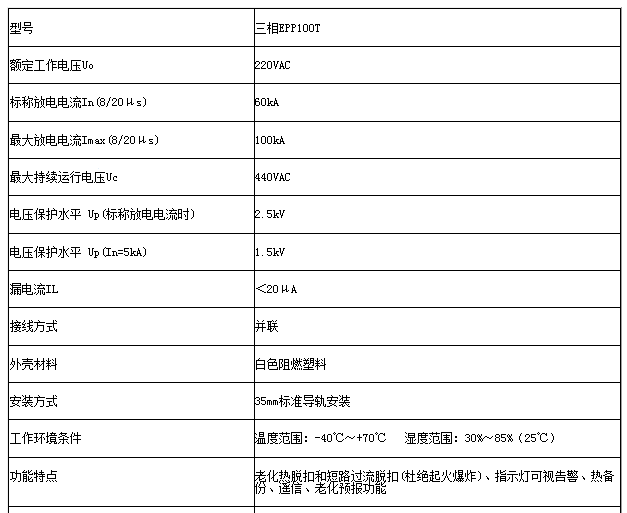 型号 三相EPP100T
额定工作电压Uo 220VAC
标称放电电流In(8/20μs) 60kA
最大放电电流Imax(8/20μs) 100kA
最大持续运行电压Uc 440VAC
电压保护水平 Up(标称放电电流时) 2.5kV
电压保护水平 Up(In=5kA) 1.5kV
漏电流IL ＜20μA
接线方式 并联
外壳材料 白色阻燃塑料
安装方式 35mm标准导轨安装
工作环境条件 温度范围：-40℃～+70℃ 湿度范围：30%～85%（25℃）
功能特点 老化热脱扣和短路过流脱扣(杜绝起火爆炸)、指示灯可视告警、热备
份、遥信、老化预报功能